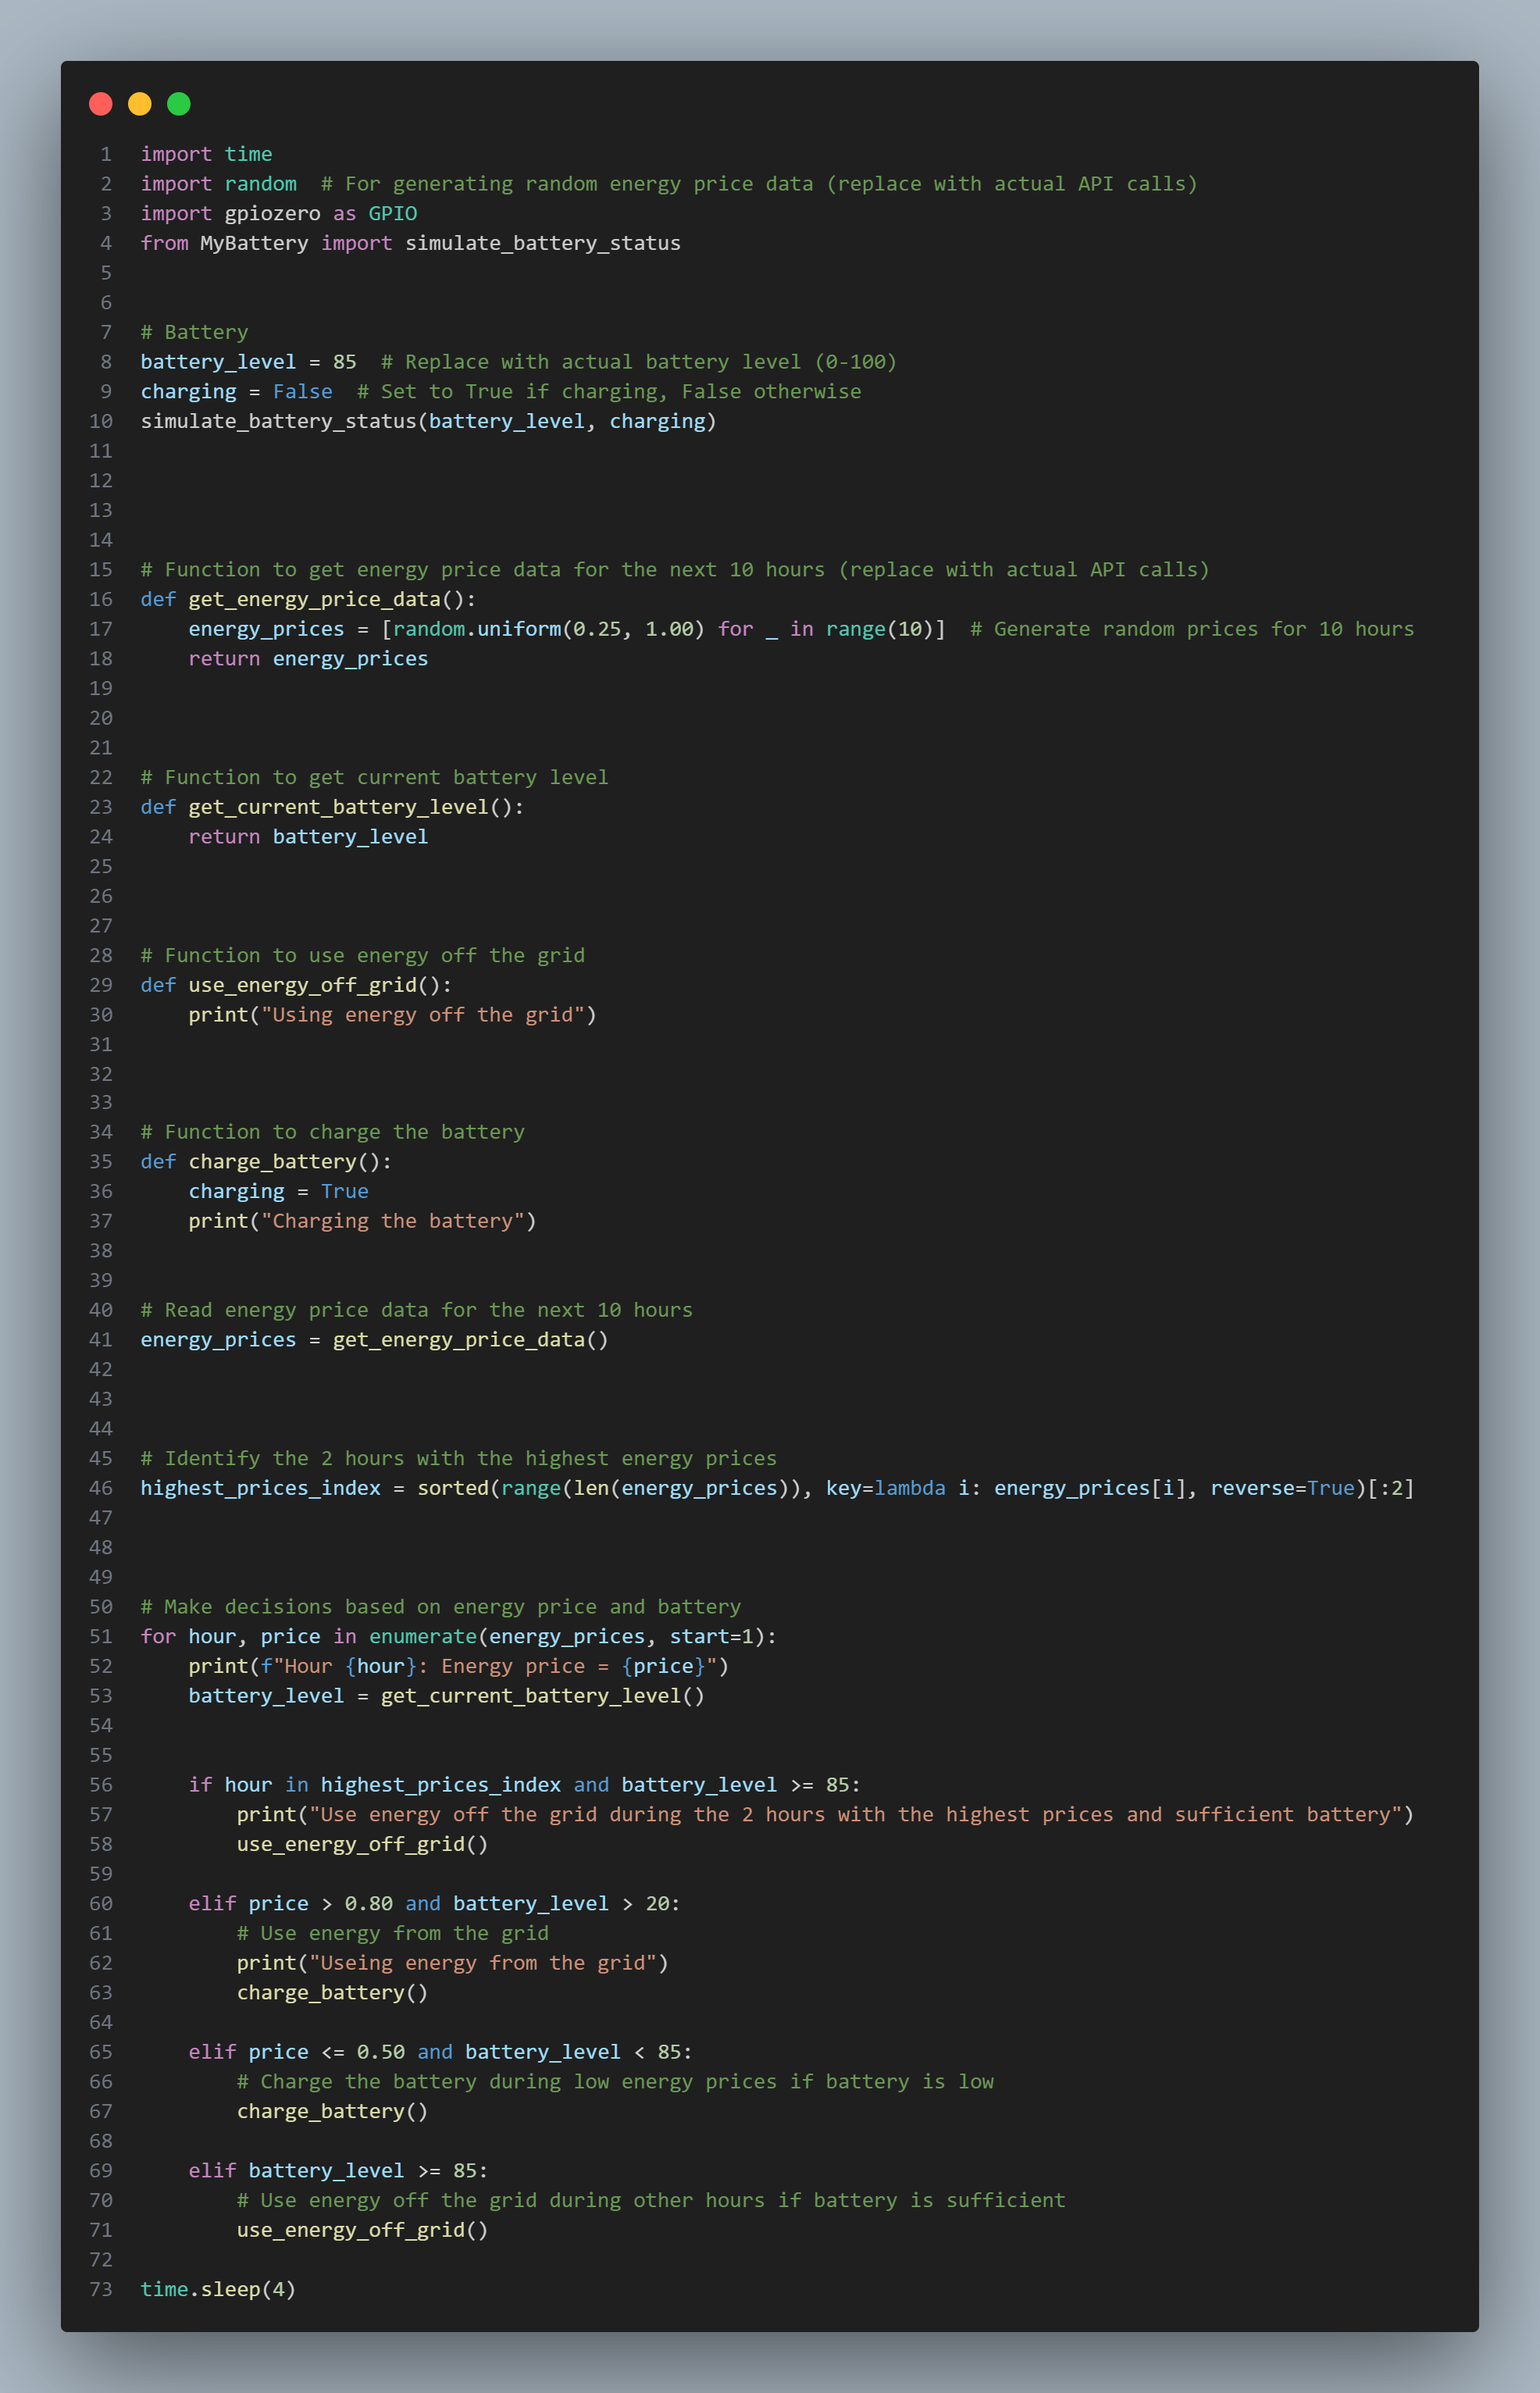 1 import time
2 import random  # For generating random energy price data (replace with actual API calls)
3 import gpiozero as GPIO
4 from MyBattery import simulate_battery_status
5
6
7 # Battery
8 battery_level = 85  # Replace with actual battery level (0-100)
9 charging = False  # Set to True if charging, False otherwise
10 simulate_battery_status(battery_level, charging)
11
12
13
14
15 # Function to get energy price data for the next 10 hours (replace with actual API calls)
16 def get_energy_price_data():
17     energy_prices = [random.uniform(0.25, 1.00) for _ in range(10)]  # Generate random prices for 10 hours
18     return energy_prices
19
20
21
22 # Function to get current battery level
23 def get_current_battery_level():
24     return battery_level
25
26
27
28 # Function to use energy off the grid
29 def use_energy_off_grid():
30     print("Using energy off the grid")
31
32
33
34 # Function to charge the battery
35 def charge_battery():
36     charging = True
37     print("Charging the battery")
38
39
40 # Read energy price data for the next 10 hours
41 energy_prices = get_energy_price_data()
42
43
44
45 # Identify the 2 hours with the highest energy prices
46 highest_prices_index = sorted(range(len(energy_prices)), key=lambda i: energy_prices[i], reverse=True)[:2]
47
48
49
50 # Make decisions based on energy price and battery
51 for hour, price in enumerate(energy_prices, start=1):
52     print(f"Hour {hour}: Energy price = {price}")
53     battery_level = get_current_battery_level()
54
55
56     if hour in highest_prices_index and battery_level >= 85:
57         print("Use energy off the grid during the 2 hours with the highest prices and sufficient battery")
58         use_energy_off_grid()
59
60     elif price > 0.80 and battery_level > 20:
61         # Use energy from the grid
62         print("Useing energy from the grid")
63         charge_battery()
64
65     elif price <= 0.50 and battery_level < 85:
66         # Charge the battery during low energy prices if battery is low
67         charge_battery()
68
69     elif battery_level >= 85:
70         # Use energy off the grid during other hours if battery is sufficient
71         use_energy_off_grid()
72
73 time.sleep(4)